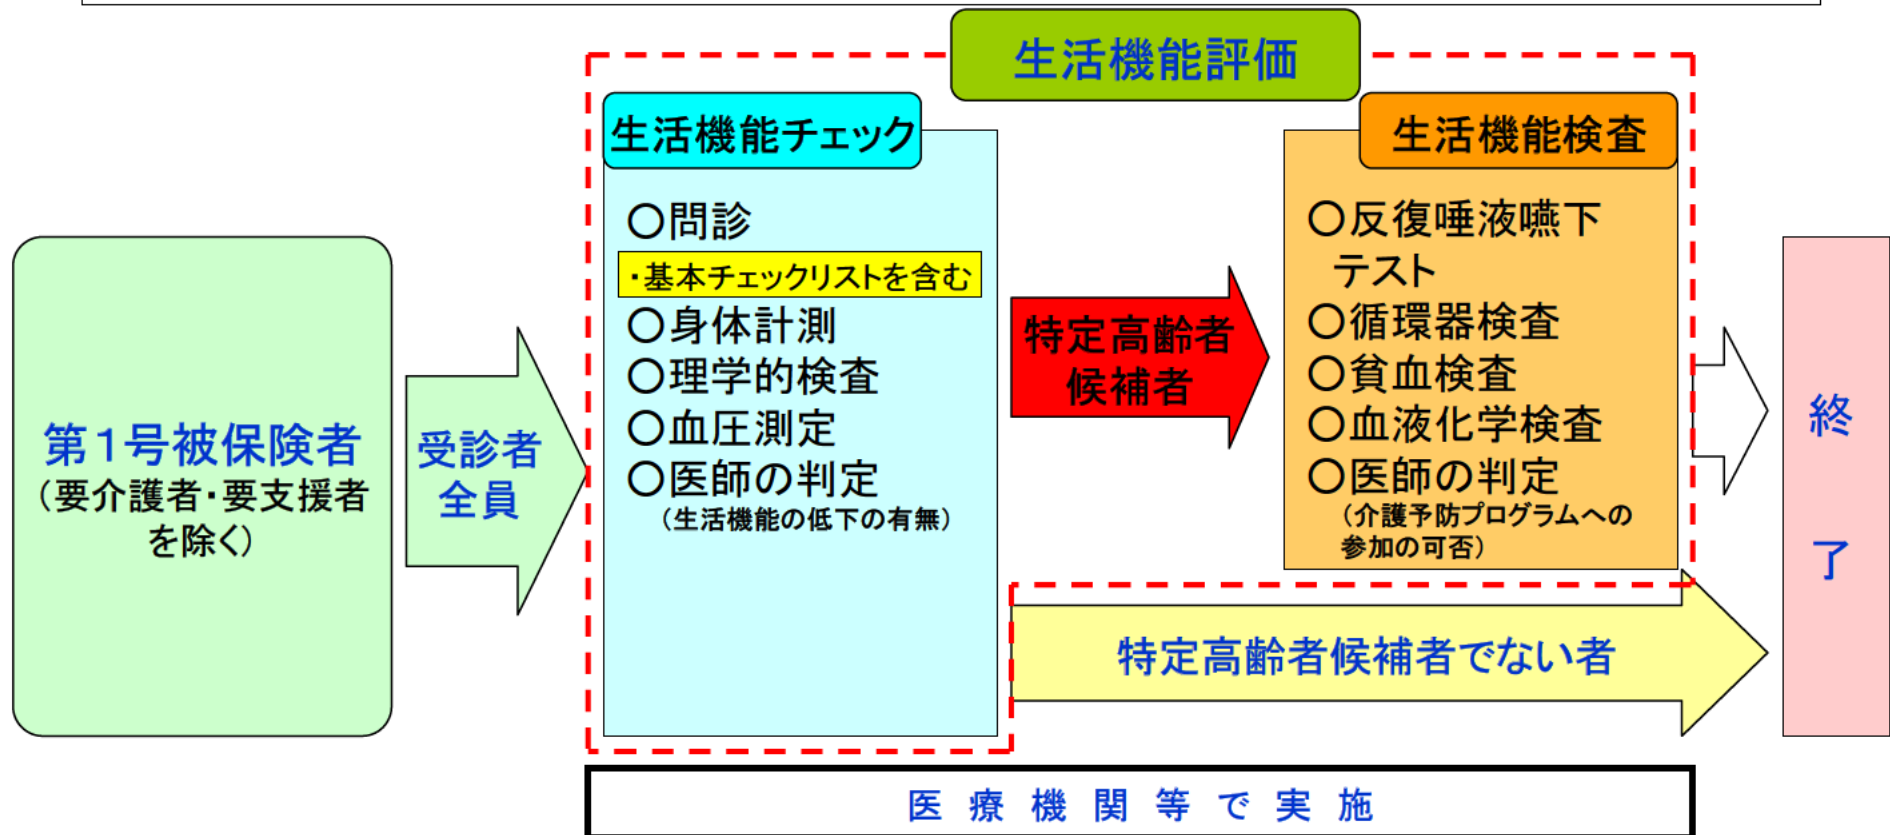 生活機能評価
第１号被保険者
（要介護者・要支援者
を除く）
受診者
全員
生活機能チェック
○問診
・基本チェックリストを含む
○身体計測
○理学的検査
○血圧測定
○医師の判定
（生活機能の低下の有無）
特定高齢者
候補者
生活機能検査
○反復唾液嚥下
テスト
○循環器検査
○貧血検査
○血液化学検査
○医師の判定
（介護予防プログラムへの
参加の可否）
特定高齢者候補者でない者
終
了
医療機関等で実施